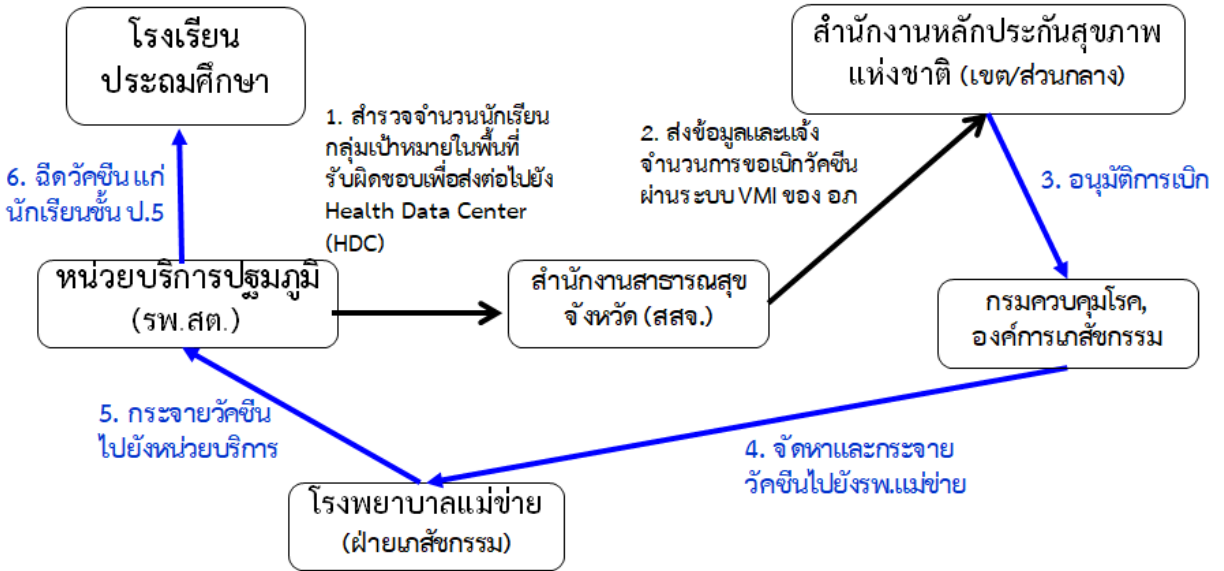 โรงเรียน
ประถมศึกษา
สำนักงานหลักประกันสุขภาพ
แห่งชาติ (เขต/ส่วนกลาง)
1. สำรวจจำนวนนักเรียน
กลุ่มเป้าหมายในพื้นที่
รับผิดชอบเพื่อส่งต่อไปยัง
Health Data Center
(HDC)
2. ส่งข้อมูลและแจ้ง
จำนวนการขอเบิกวัคซีน
ผ่านระบบ VMI ของ อภ
3. อนุมัติการเบิก
6. ฉีดวัคซีน แก่
นักเรียนชั้น ป.5
หน่วยบริการปฐมภูมิ
(รพ.สต.)
สำนักงานสาธารณสุข
จังหวัด (สสจ.)
กรมควบคุมโรค,
องค์การเภสัชกรรม
5. กระจายวัคซีน
ไปยังหน่วยบริการ
4. จัดหาและกระจาย
วัคซีนไปยังรพ.แม่ข่าย
โรงพยาบาลแม่ข่าย
(ฝ่ายเภสัชกรรม)